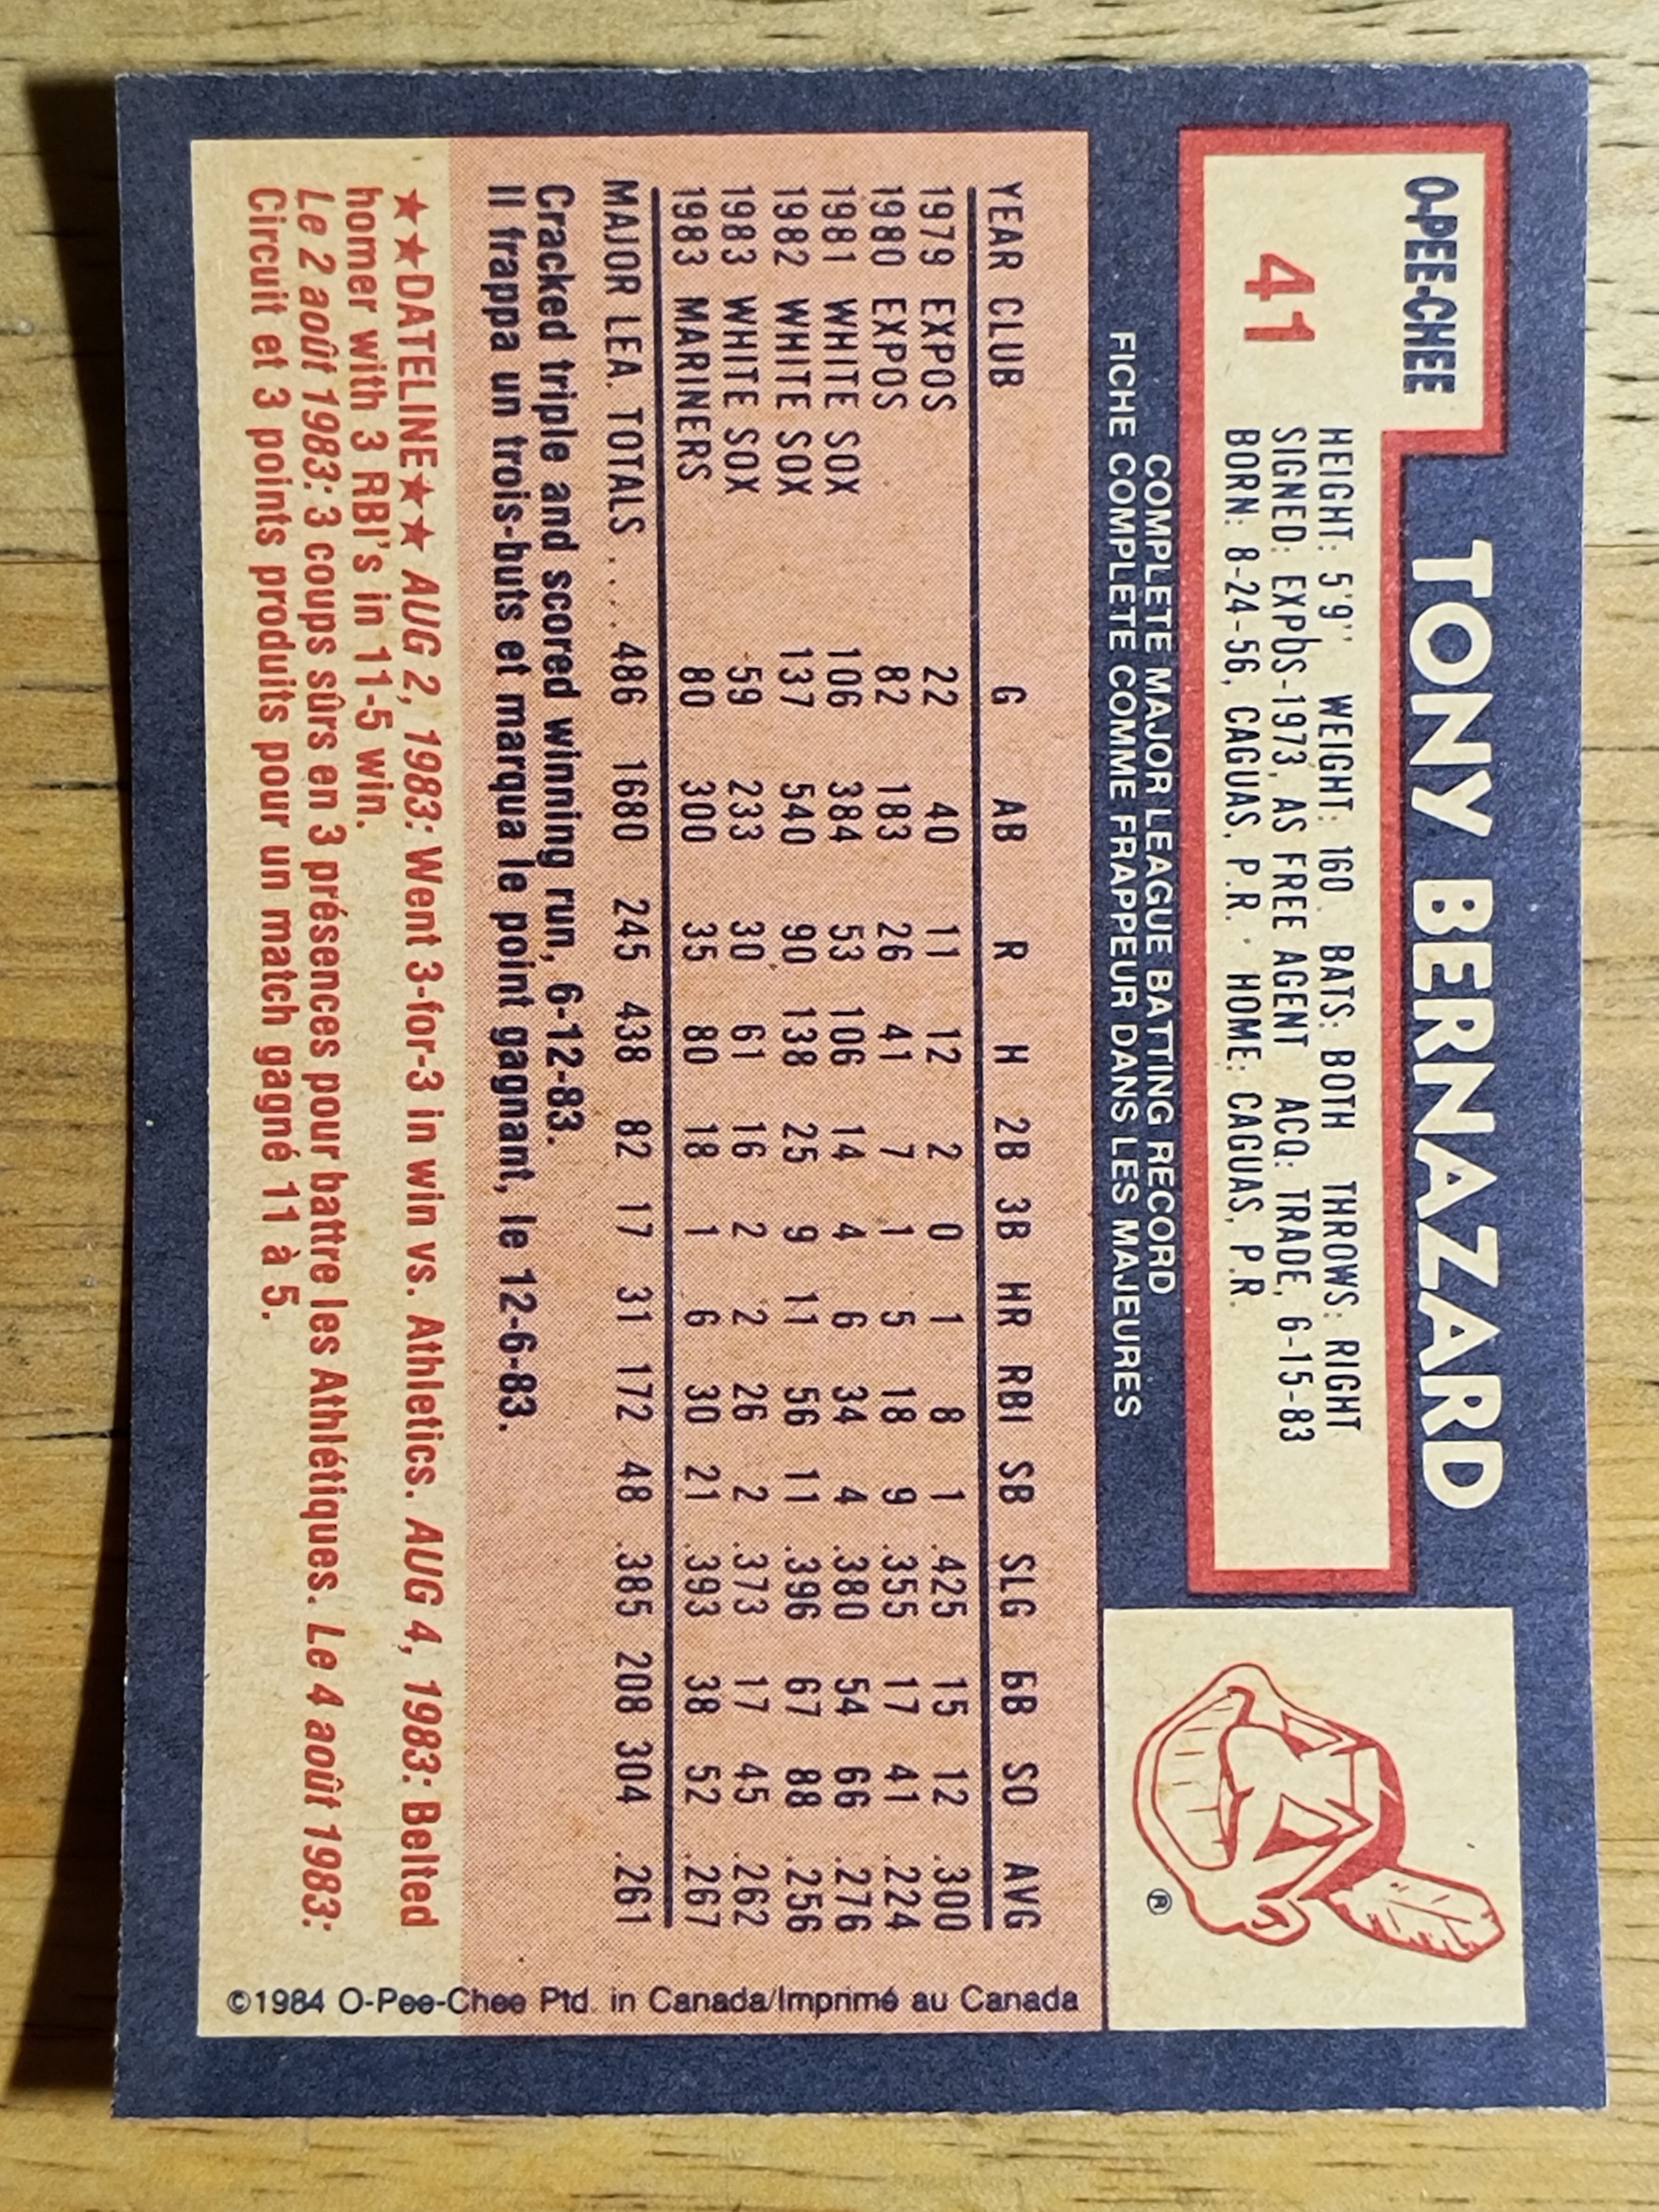 O-PEE-CHEE
TONY BERNAZARD
41
HEIGHT: 5'9" WEIGHT: 160 BATS: BOTH THROWS: RIGHT
SIGNED: EXPOS-1973, AS FREE AGENT ACQ: TRADE, 6-15-83
BORN: 8-24-56, CAGUAS, P.R. HOME: CAGUAS, P.R.
®
COMPLETE MAJOR LEAGUE BATTING RECORD
FICHE COMPLETE COMME FRAPPEUR DANS LES MAJEURES
YEAR CLUB G AB R H 2B 3B HR RBI SB SLG BB SO AVG
1979 EXPOS 22 40 11 12 2 0 1 8 1 .425 15 12 .300
1980 EXPOS 82 183 26 41 7 1 5 18 9 .355 17 41 .224
1981 WHITE SOX 106 384 53 106 14 4 6 34 4 .380 54 66 .276
1982 WHITE SOX 137 540 90 138 25 9 11 56 11 .396 67 88 .256
1983 WHITE SOX 59 233 30 61 16 2 2 26 2 .373 17 45 .262
1983 MARINERS 80 300 35 80 18 1 6 30 21 .393 38 52 .267
MAJOR LEA. TOTALS .... 486 1680 245 438 82 17 31 172 48 .385 208 304 .261
Cracked triple and scored winning run, 6-12-83.
Il frappa un trois-buts et marqua le point gagnant, le 12-6-83.
★★DATELINE★★ AUG 2, 1983: Went 3-for-3 in win vs. Athletics. AUG 4, 1983: Belted
homer with 3 RBI's in 11-5 win.
Le 2 août 1983: 3 coups sûrs en 3 présences pour battre les Athlétiques. Le 4 août 1983:
Circuit et 3 points produits pour un match gagné 11 à 5.
©1984 O-Pee-Chee Ptd. in Canada/Imprimé au Canada